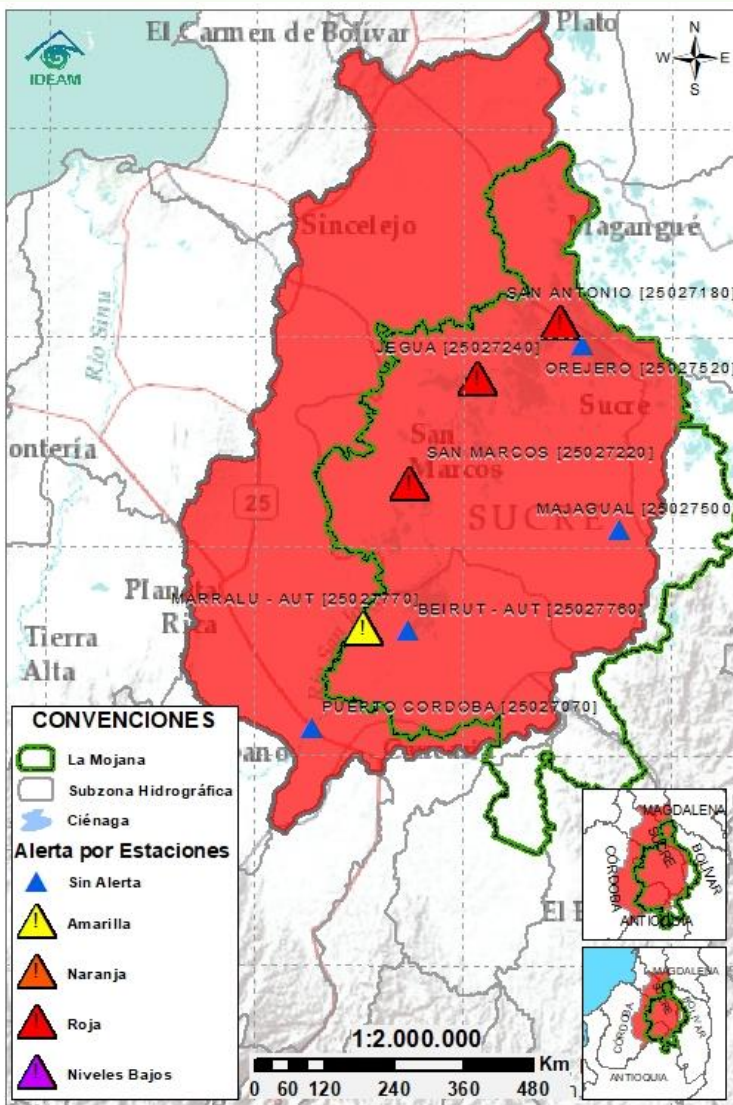 El Carmen de Bolívar
Plato
N
W E
S
IDEAM
Sincelejo
Magangué
Río Sinú
SAN ANTONIO [25027180]
JEGUA [25027240]
OREJERO [25027520]
Sucre
ontería
San
Marcos
SAN MARCOS [25027220]
25
SUCRE
MAJAGUAL [25027500]
Planeta
Rica
MARRALU - AUT [25027770]
BEIRUT - AUT [25027760]
Tierra
Alta
PUERTO CORDOBA [25027070]
CONVENCIONES
La Mojana
Subzona Hidrográfica
Ciénaga
Alerta por Estaciones
Sin Alerta
Amarilla
Naranja
Roja
Niveles Bajos
1:2.000.000
Km
0 60 120 240 360 480
MAGDALENA
SUCRE
BOLÍVAR
CORDOBA
ANTIOQUIA
MAGDALENA
BOLÍVAR
CORDOBA
ANTIOQUIA